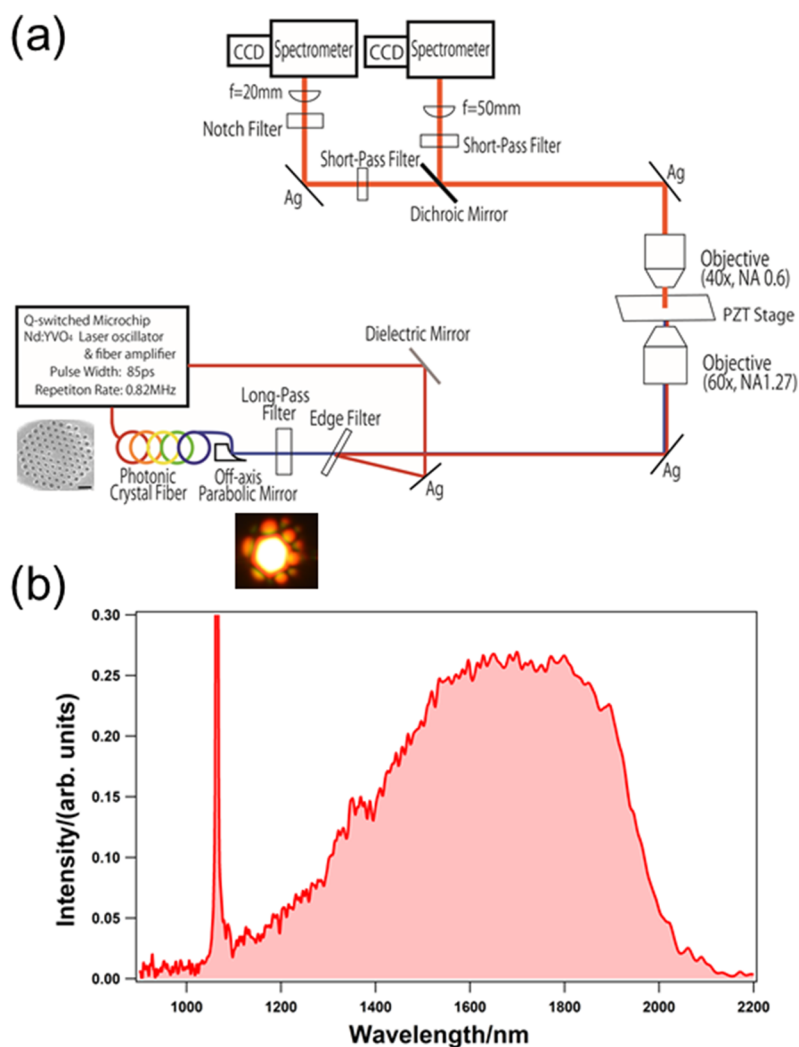 (a)
CCD Spectrometer CCD Spectrometer
f=20mm
f=50mm
Notch Filter
Short-Pass Filter
Short-Pass Filter
Ag
Dichroic Mirror
Ag
Objective
(40x, NA 0.6)
PZT Stage
Objective
(60x, NA1.27)
Q-switched Microchip
Nd:YVO₄ Laser oscillator
& fiber amplifier
Pulse Width: 85ps
Repetiton Rate: 0.82MHz
Dielectric Mirror
Long-Pass
Filter
Edge Filter
Photonic
Crystal Fiber
Off-axis
Parabolic Mirror
Ag
Ag
(b)
0.30
0.25
0.20
0.15
0.10
0.05
0.00
Intensity/(arb. units)
1000 1200 1400 1600 1800 2000 2200
Wavelength/nm